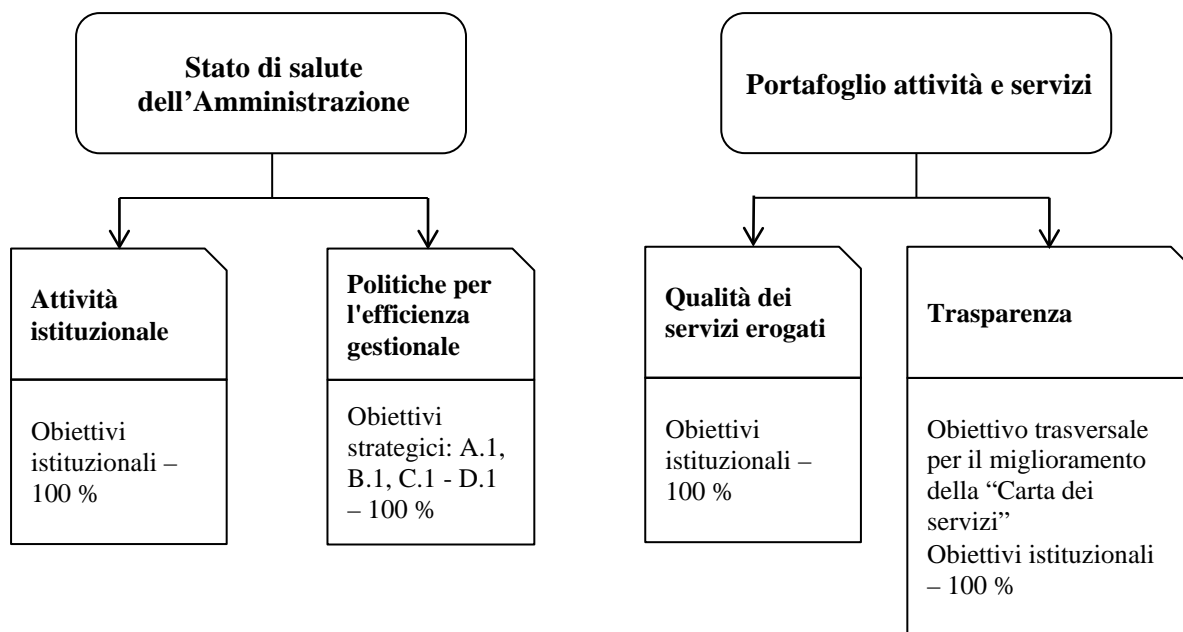 Stato di salute
dell’Amministrazione
Portafoglio attività e servizi
Attività
istituzionale
Politiche per
l'efficienza
gestionale
Qualità dei
servizi erogati
Trasparenza
Obiettivi
istituzionali –
100 %
Obiettivi
strategici: A.1,
B.1, C.1 - D.1
– 100 %
Obiettivi
istituzionali –
100 %
Obiettivo trasversale
per il miglioramento
della “Carta dei
servizi”
Obiettivi istituzionali
– 100 %